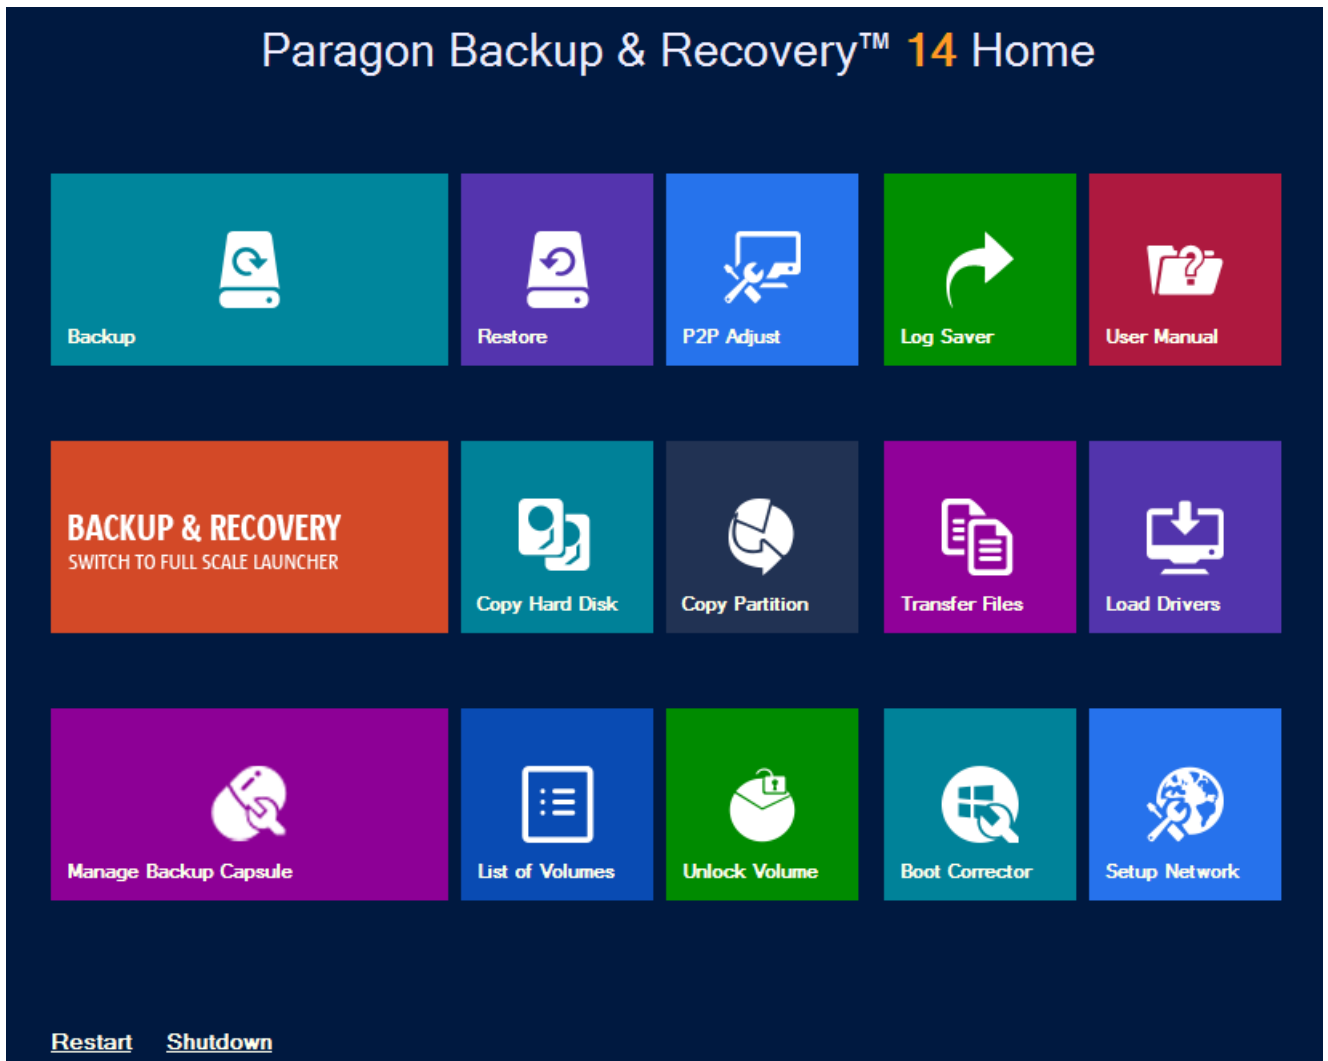 Paragon Backup & Recovery™ 14 Home
Backup
Restore
P2P Adjust
Log Saver
User Manual
BACKUP & RECOVERY
SWITCH TO FULL SCALE LAUNCHER
Copy Hard Disk
Copy Partition
Transfer Files
Load Drivers
Manage Backup Capsule
List of Volumes
Unlock Volume
Boot Corrector
Setup Network
Restart
Shutdown